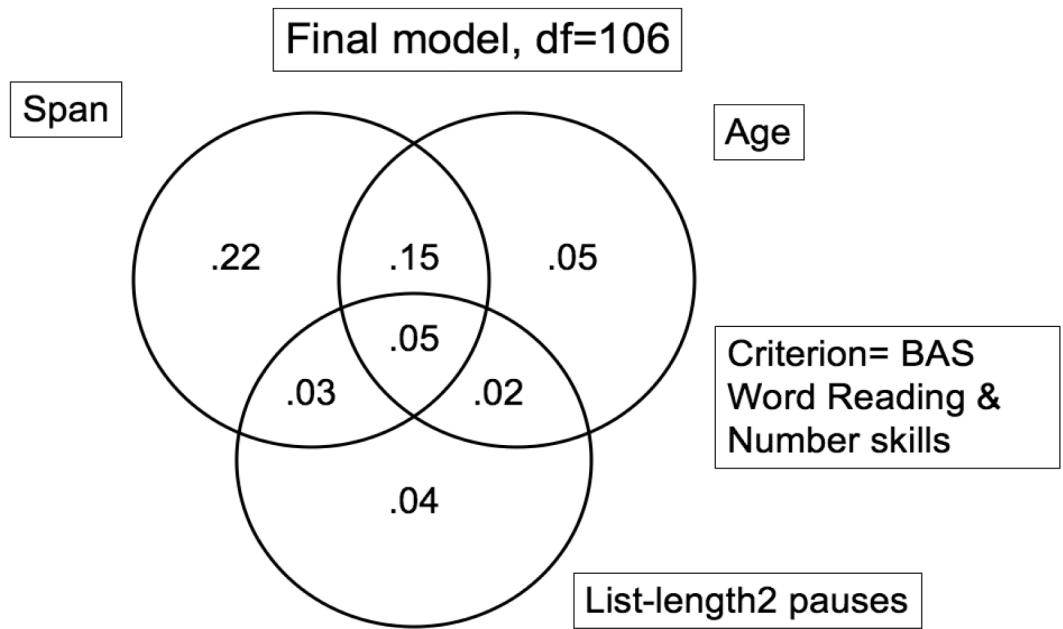 Final model, df=106
Span
Age
.22
.15
.05
.05
.03
.02
Criterion= BAS
Word Reading &
Number skills
.04
List-length2 pauses